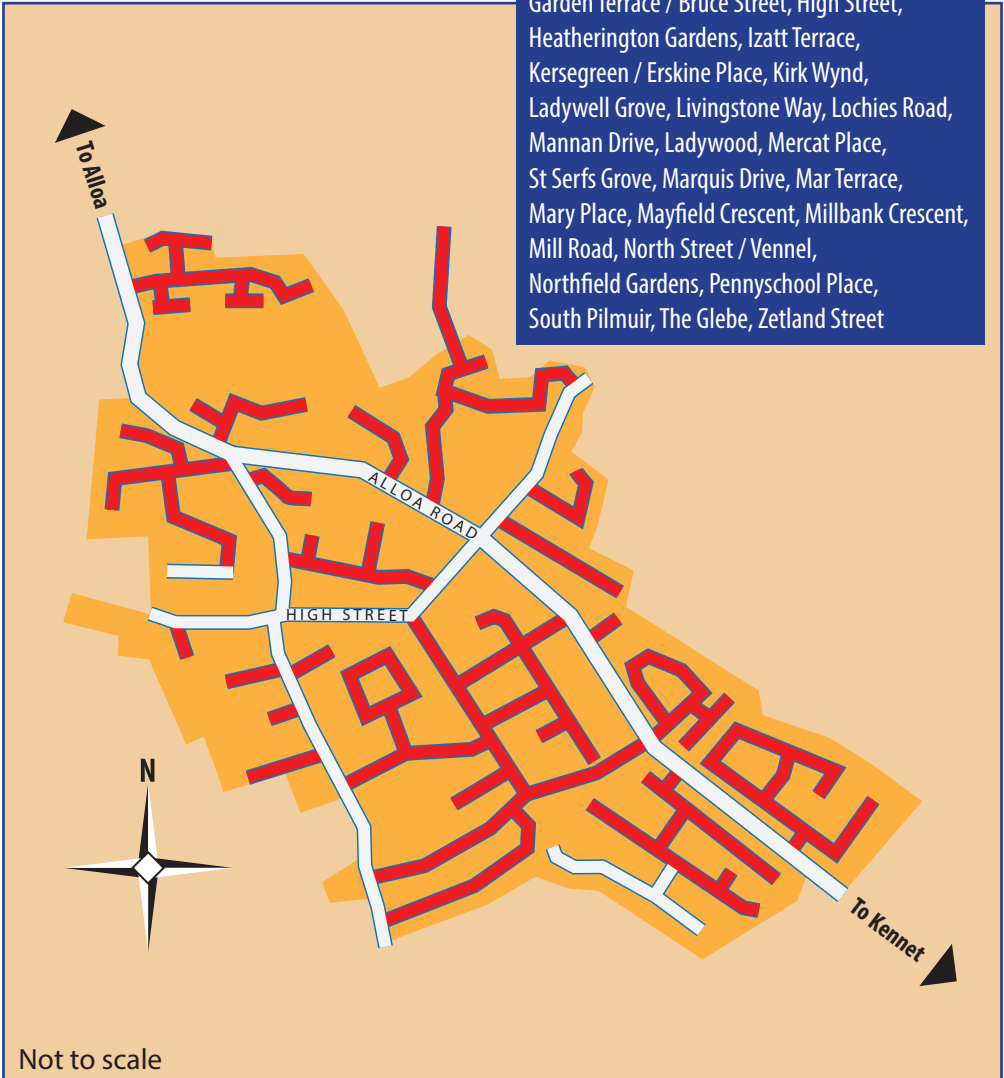 Garden Terrace / Bruce Street, High Street,
Heatherington Gardens, Izatt Terrace,
Kersegreen / Erskine Place, Kirk Wynd,
Ladywell Grove, Livingstone Way, Lochies Road,
Mannan Drive, Ladywood, Mercat Place,
St Serfs Grove, Marquis Drive, Mar Terrace,
Mary Place, Mayfield Crescent, Millbank Crescent,
Mill Road, North Street / Vennel,
Northfield Gardens, Pennyschool Place,
South Pilmuir, The Glebe, Zetland Street
To Alloa
ALLOA ROAD
HIGH STREET
N
To Kennet
Not to scale